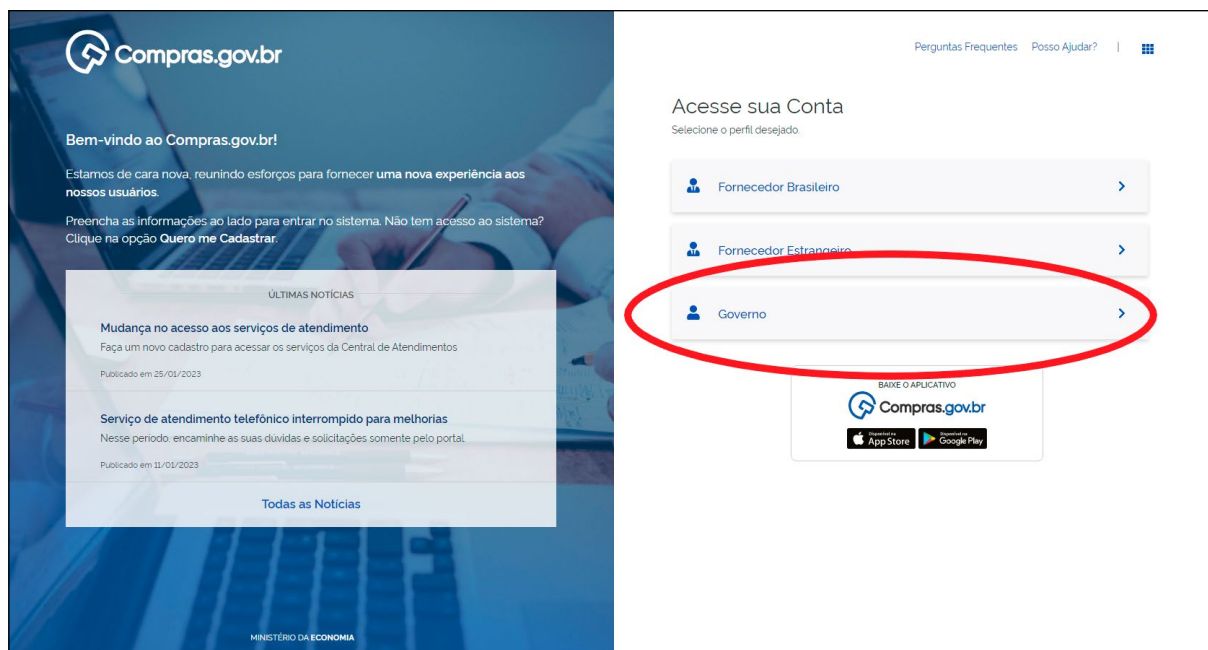 Compras.gov.br
Bem-vindo ao Compras.gov.br!
Estamos de cara nova, reunindo esforços para fornecer uma nova experiência aos
nossos usuários.
Preencha as informações ao lado para entrar no sistema. Não tem acesso ao sistema?
Clique na opção Quero me Cadastrar.
ÚLTIMAS NOTÍCIAS
Mudança no acesso aos serviços de atendimento
Faça um novo cadastro para acessar os serviços da Central de Atendimentos
Publicado em 25/01/2023
Serviço de atendimento telefônico interrompido para melhorias
Nesse período, encaminhe as suas dúvidas e solicitações somente pelo portal.
Publicado em 11/01/2023
Todas as Notícias
MINISTÉRIO DA ECONOMIA
Perguntas Frequentes Posso Ajudar? |
Acesse sua Conta
Selecione o perfil desejado.
Fornecedor Brasileiro
Fornecedor Estrangeiro
Governo
BAIXE O APLICATIVO
Compras.gov.br
Disponível na App Store
Disponível no Google Play